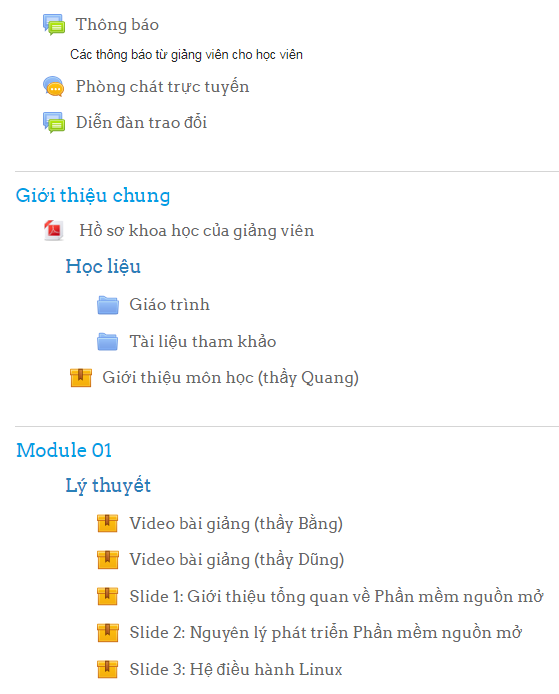 Thông báo
Các thông báo từ giảng viên cho học viên
Phòng chát trực tuyến
Diễn đàn trao đổi
Giới thiệu chung
Hồ sơ khoa học của giảng viên
Học liệu
Giáo trình
Tài liệu tham khảo
Giới thiệu môn học (thầy Quang)
Module 01
Lý thuyết
Video bài giảng (thầy Bằng)
Video bài giảng (thầy Dũng)
Slide 1: Giới thiệu tổng quan về Phần mềm nguồn mở
Slide 2: Nguyên lý phát triển Phần mềm nguồn mở
Slide 3: Hệ điều hành Linux